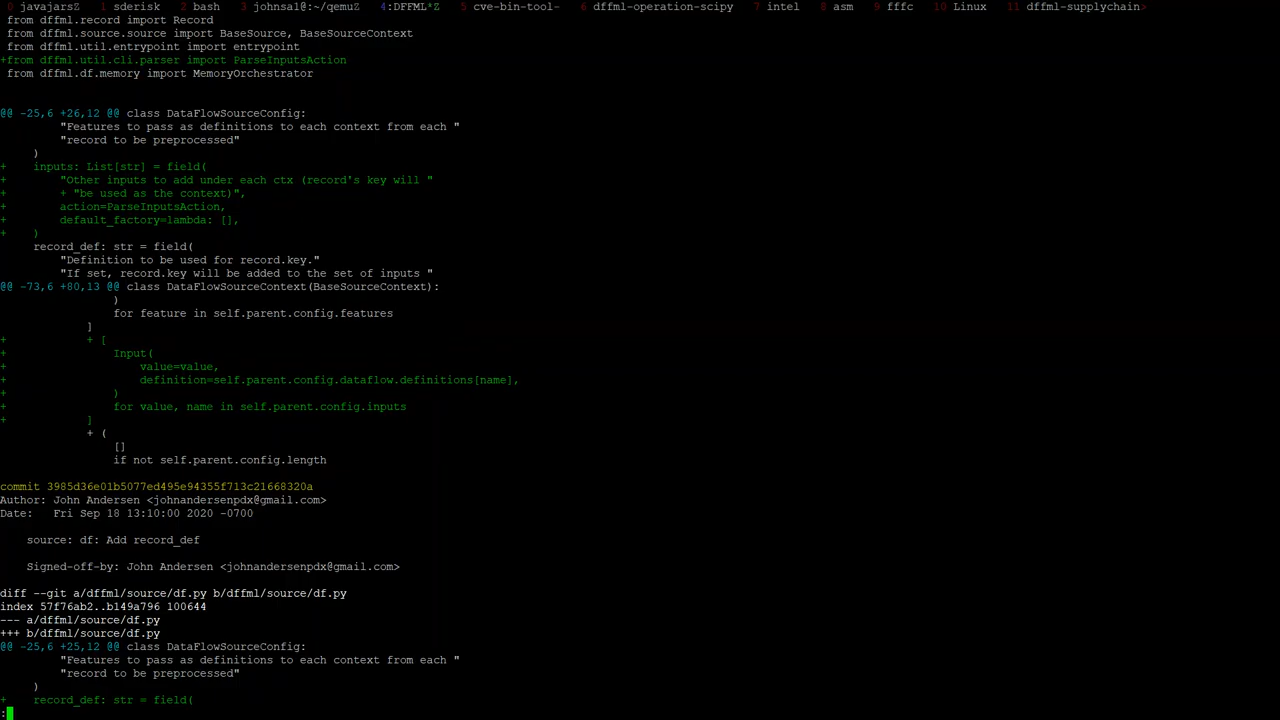 0 javajarsZ  1 sderisk  2 bash  3 johnsa1@:~/qemuZ  4:DFFML*Z  5 cve-bin-tool-  6 dffml-operation-scipy  7 intel  8 asm  9 fffc  10 Linux  11 dffml-supplychain>
 from dffml.record import Record
 from dffml.source.source import BaseSource, BaseSourceContext
 from dffml.util.entrypoint import entrypoint
+from dffml.util.cli.parser import ParseInputsAction
 from dffml.df.memory import MemoryOrchestrator
@@ -25,6 +26,12 @@ class DataFlowSourceConfig:
         "Features to pass as definitions to each context from each "
         "record to be preprocessed"
     )
+    inputs: List[str] = field(
+        "Other inputs to add under each ctx (record's key will "
+        + "be used as the context)",
+        action=ParseInputsAction,
+        default_factory=lambda: [],
+    )
     record_def: str = field(
         "Definition to be used for record.key."
         "If set, record.key will be added to the set of inputs "
@@ -73,6 +80,13 @@ class DataFlowSourceContext(BaseSourceContext):
                 )
                 for feature in self.parent.config.features
             ]
+            + [
+                Input(
+                    value=value,
+                    definition=self.parent.config.dataflow.definitions[name],
+                )
+                for value, name in self.parent.config.inputs
+            ]
             + (
                 []
                 if not self.parent.config.length
commit 3985d36e01b5077ed495e94355f713c21668320a
Author: John Andersen <johnandersenpdx@gmail.com>
Date:   Fri Sep 18 13:10:00 2020 -0700
    source: df: Add record_def
    Signed-off-by: John Andersen <johnandersenpdx@gmail.com>
diff --git a/dffml/source/df.py b/dffml/source/df.py
index 57f76ab2..b149a796 100644
--- a/dffml/source/df.py
+++ b/dffml/source/df.py
@@ -25,6 +25,12 @@ class DataFlowSourceConfig:
         "Features to pass as definitions to each context from each "
         "record to be preprocessed"
     )
+    record_def: str = field(
: